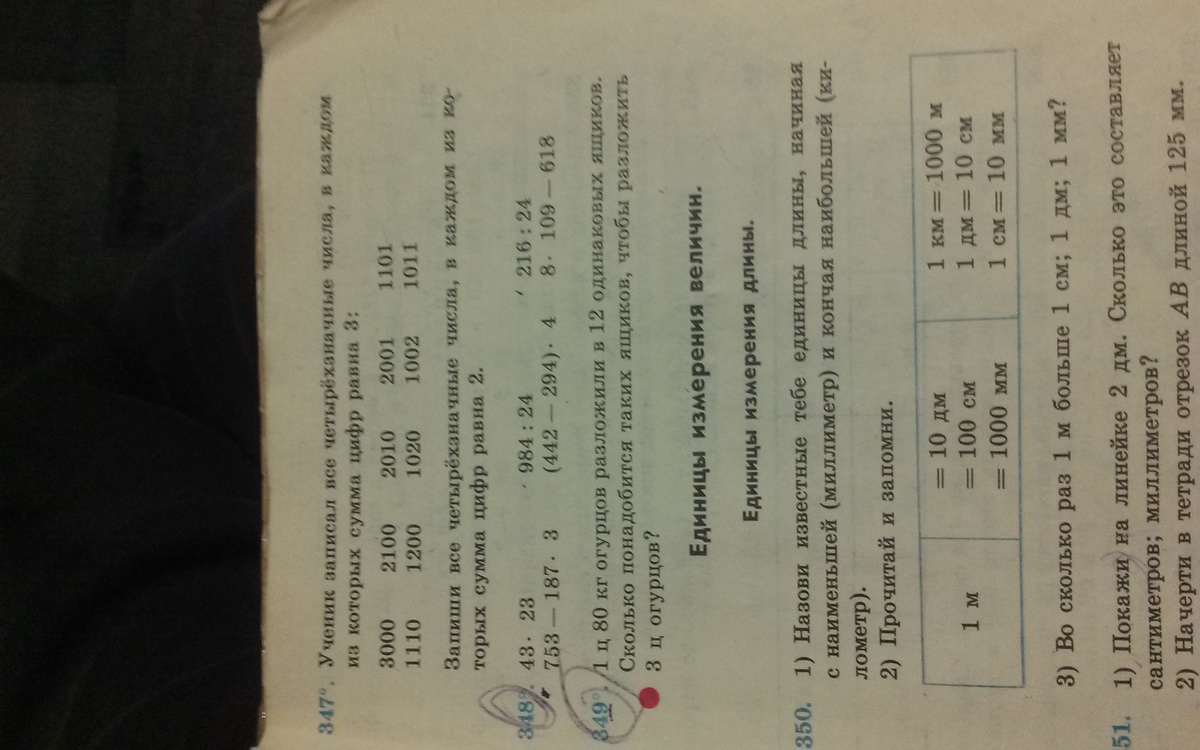 347°. Ученик записал все четырёхзначные числа, в каждом
из которых сумма цифр равна 3:
3000 2100 2010 2001 1101
1110 1200 1020 1002 1011
Запиши все четырёхзначные числа, в каждом из ко-
торых сумма цифр равна 2.
348°. 43 · 23 984 : 24 216 : 24
753 — 187 · 3 (442 — 294) · 4 8 · 109 — 618
349°. 1 ц 80 кг огурцов разложили в 12 одинаковых ящиков.
Сколько понадобится таких ящиков, чтобы разложить
3 ц огурцов?
Единицы измерения величин.
Единицы измерения длины.
350. 1) Назови известные тебе единицы длины, начиная
с наименьшей (миллиметр) и кончая наибольшей (ки-
лометр).
2) Прочитай и запомни.
= 10 дм 1 км = 1000 м
1 м = 100 см 1 дм = 10 см
= 1000 мм 1 см = 10 мм
3) Во сколько раз 1 м больше 1 см; 1 дм; 1 мм?
51. 1) Покажи на линейке 2 дм. Сколько это составляет
сантиметров; миллиметров?
2) Начерти в тетради отрезок AB длиной 125 мм.